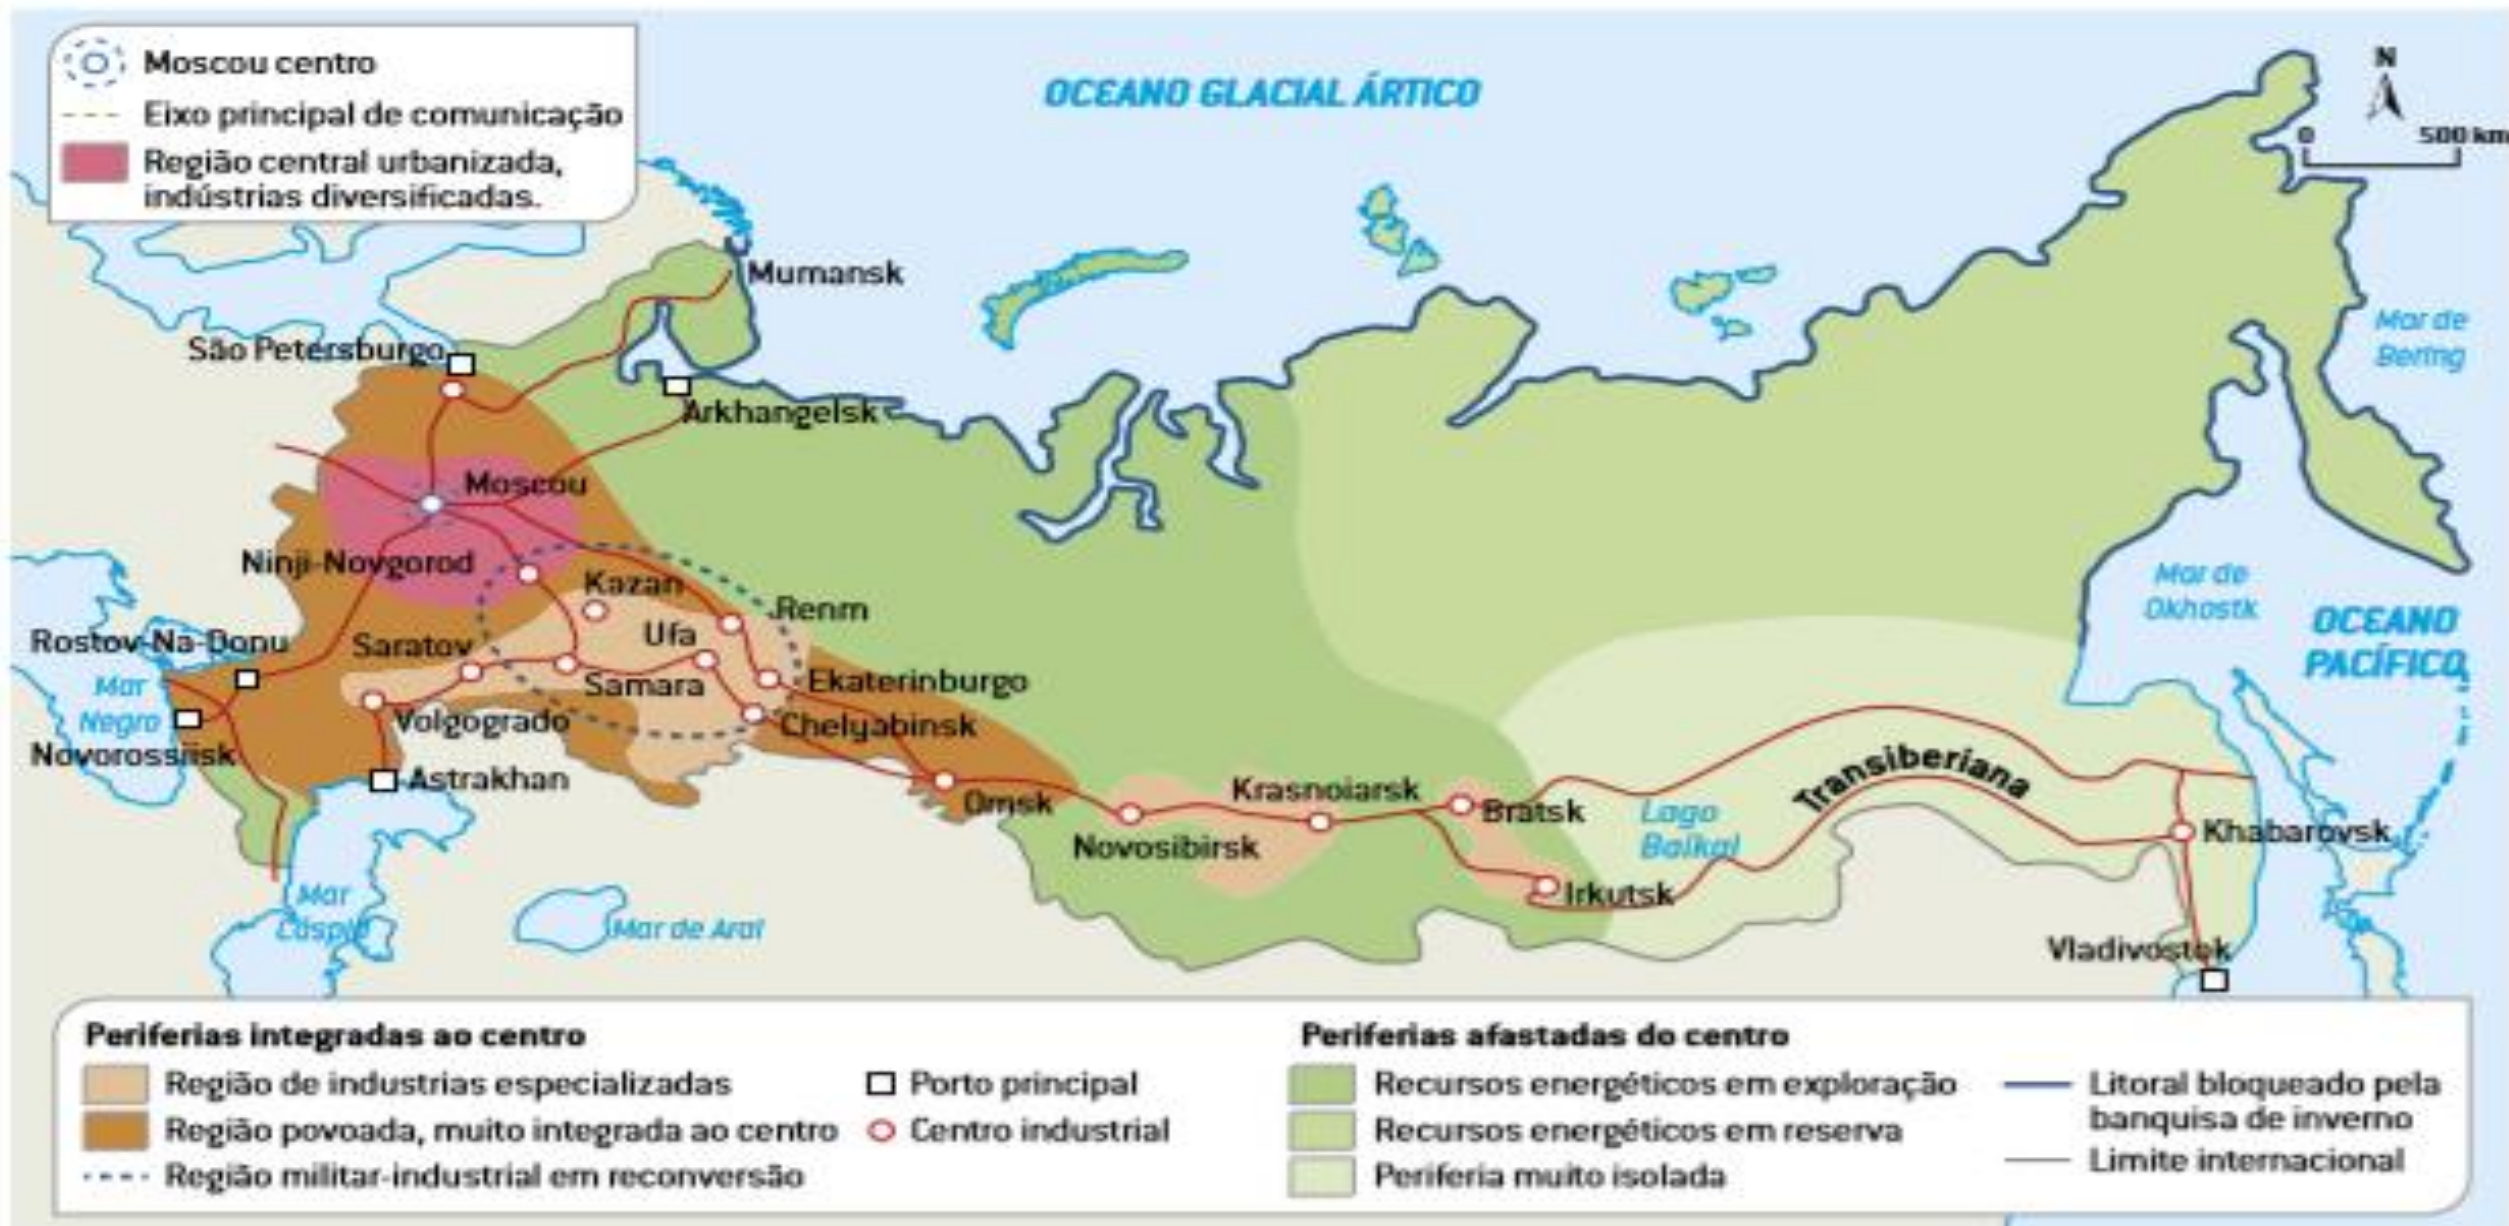 Moscou centro
Eixo principal de comunicação
Região central urbanizada,
indústrias diversificadas.
OCEANO GLACIAL ÁRTICO
N
0
500 km
Mumansk
São Petersburgo
Arkhangelsk
Mar de
Bering
Moscou
Ninji-Novgorod
Kazan
Renm
Mar de
Okhostk
OCEANO
PACÍFICO
Rostov-Na-Donu
Saratov
Ufa
Samara
Ekaterinburgo
Mar
Negro
Volgogrado
Chelyabinsk
Novorossiisk
Astrakhan
Omsk
Novosibirsk
Krasnoiarsk
Bratsk
Lago
Baikal
Transiberiana
Khabarovsk
Irkutsk
Mar
Cáspio
Mar de Aral
Vladivostok
Periferias integradas ao centro
Região de industrias especializadas
Região povoada, muito integrada ao centro
Região militar-industrial em reconversão
Porto principal
Centro industrial
Periferias afastadas do centro
Recursos energéticos em exploração
Recursos energéticos em reserva
Periferia muito isolada
Litoral bloqueado pela
banquisa de inverno
Limite internacional